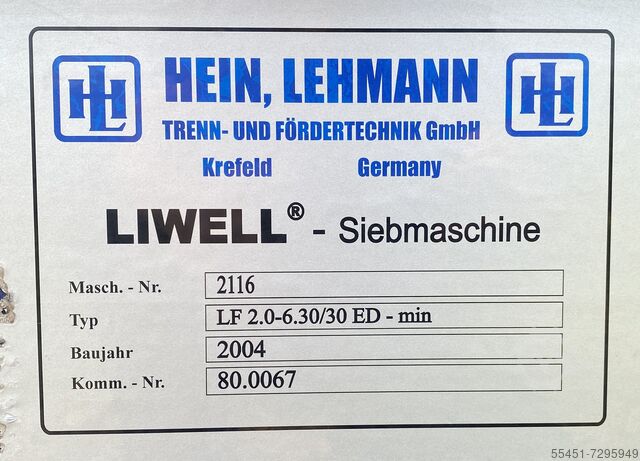 HL HEIN, LEHMANN HL
TRENN- UND FÖRDERTECHNIK GmbH
Krefeld Germany
LIWELL® - Siebmaschine
Masch. - Nr. 2116
Typ LF 2.0-6.30/30 ED - min
Baujahr 2004
Komm. - Nr. 80.0067
55451-7295949